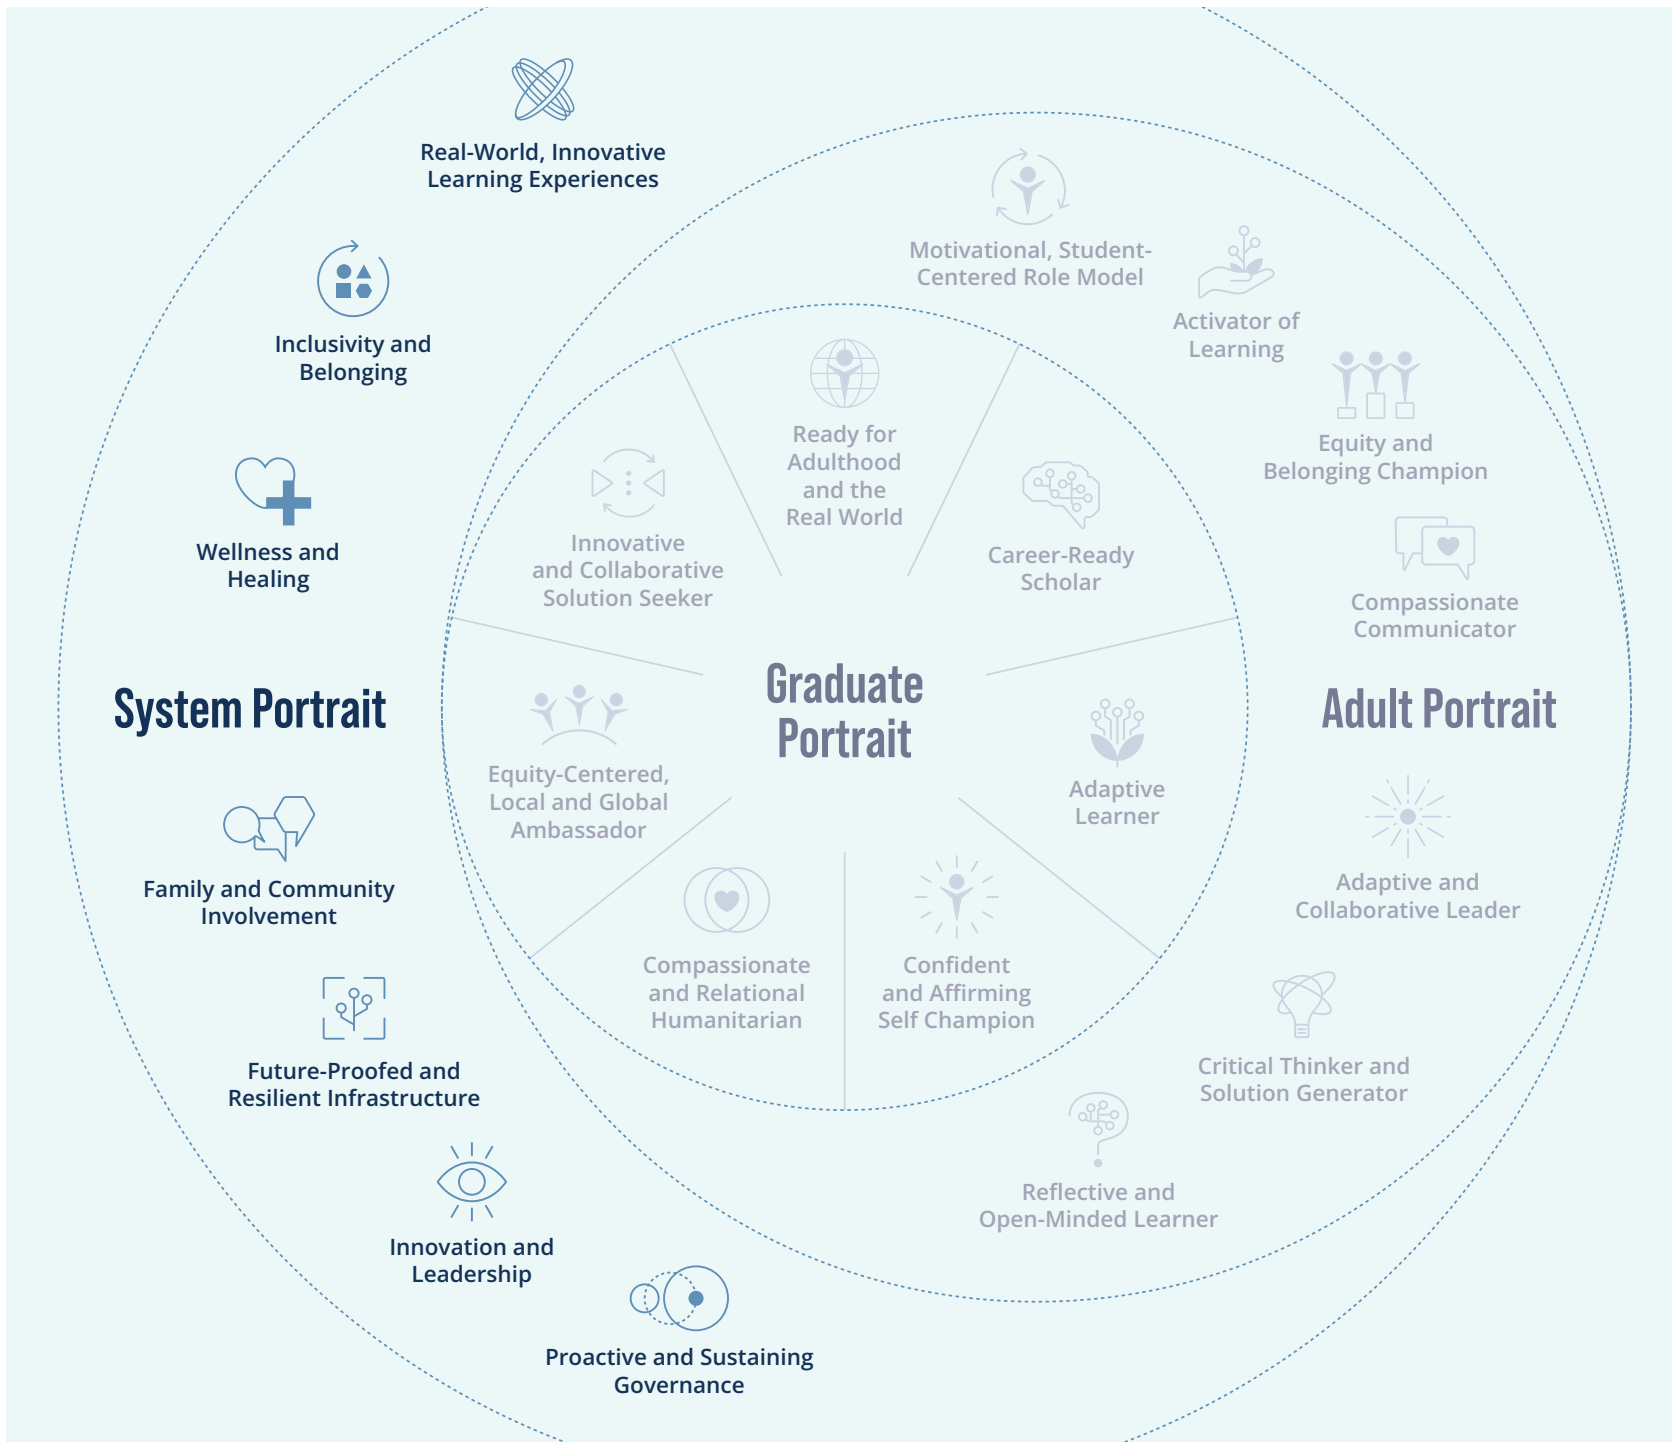 Real-World, Innovative
Learning Experiences
Inclusivity and
Belonging
Wellness and
Healing
System Portrait
Family and Community
Involvement
Future-Proofed and
Resilient Infrastructure
Innovation and
Leadership
Proactive and Sustaining
Governance
Graduate
Portrait
Ready for
Adulthood
and the
Real World
Career-Ready
Scholar
Adaptive
Learner
Confident
and Affirming
Self Champion
Compassionate
and Relational
Humanitarian
Equity-Centered,
Local and Global
Ambassador
Innovative
and Collaborative
Solution Seeker
Motivational, Student-
Centered Role Model
Activator of
Learning
Equity and
Belonging Champion
Compassionate
Communicator
Adult Portrait
Adaptive and
Collaborative Leader
Critical Thinker and
Solution Generator
Reflective and
Open-Minded Learner